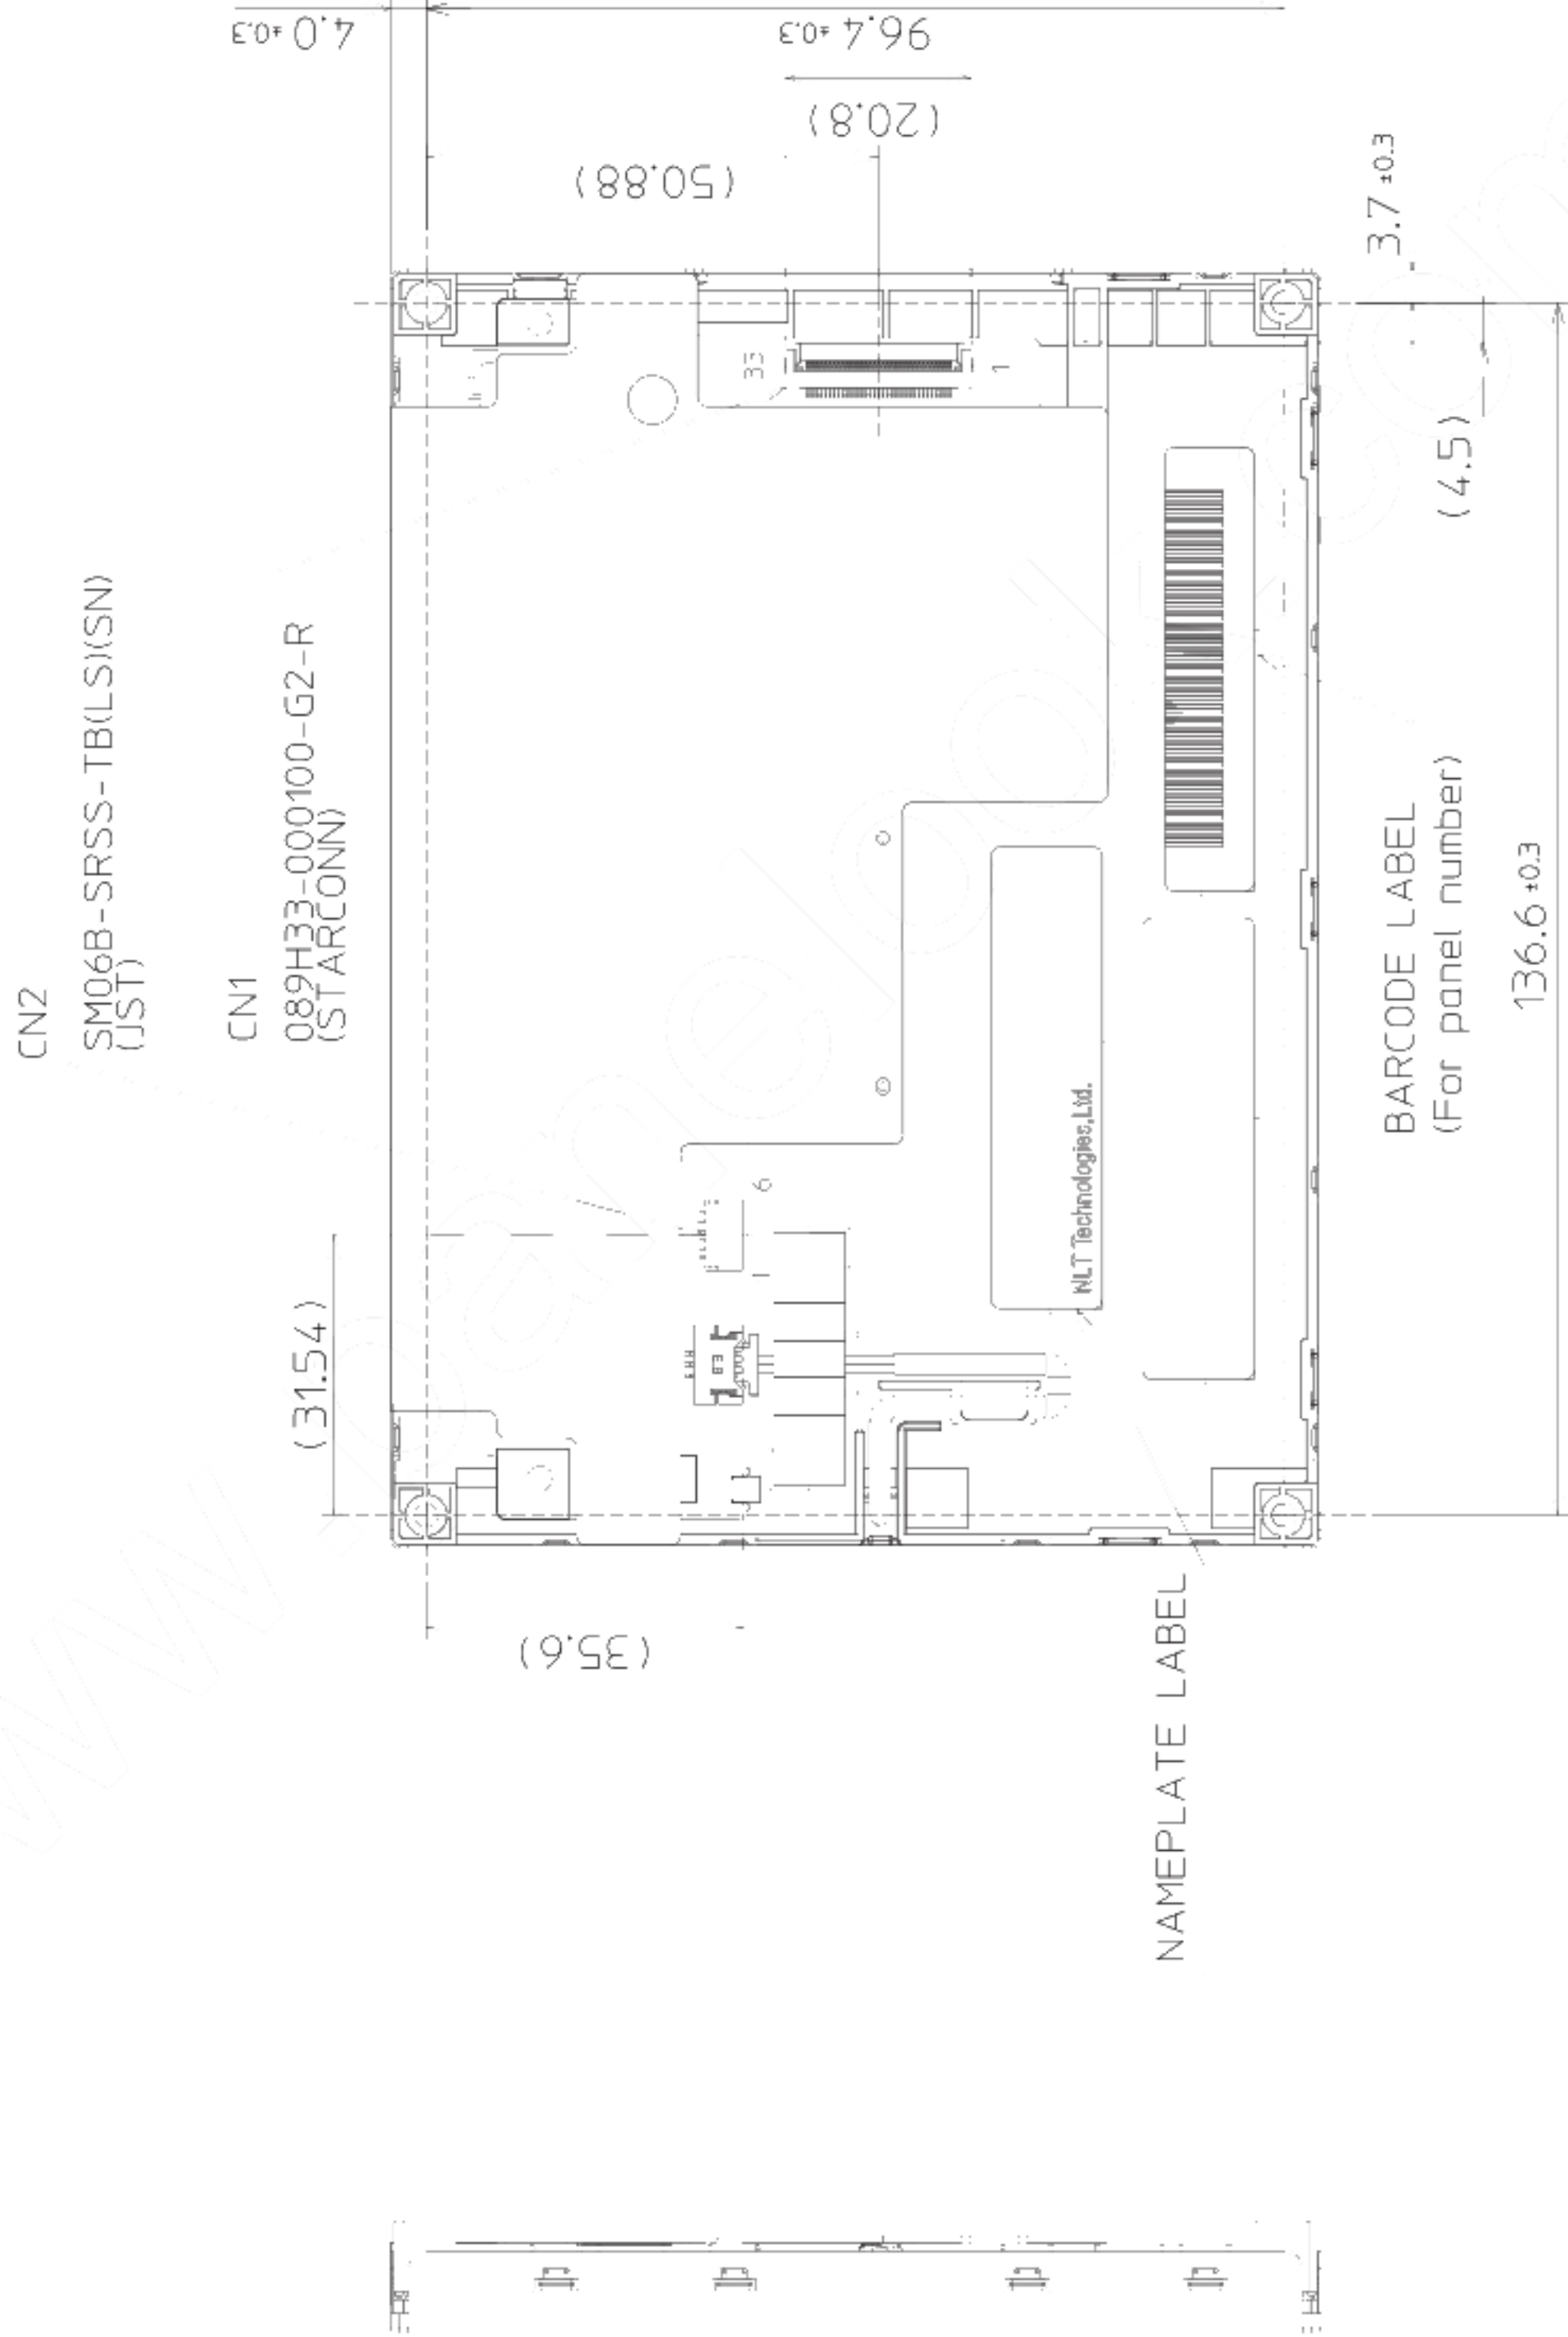 CN2
SM06B-SRSS-TB(LS)(SN)
(JST)
CN1
089H33-000100-G2-R
(STARCONN)
4.0 ±0.3
96.4 ±0.3
(20.8)
(50.88)
3.7 ±0.3
(4.5)
136.6 ±0.3
(31.54)
(35.6)
33
1
6
1
NLT Technologies,Ltd.
BARCODE LABEL
(For panel number)
NAMEPLATE LABEL